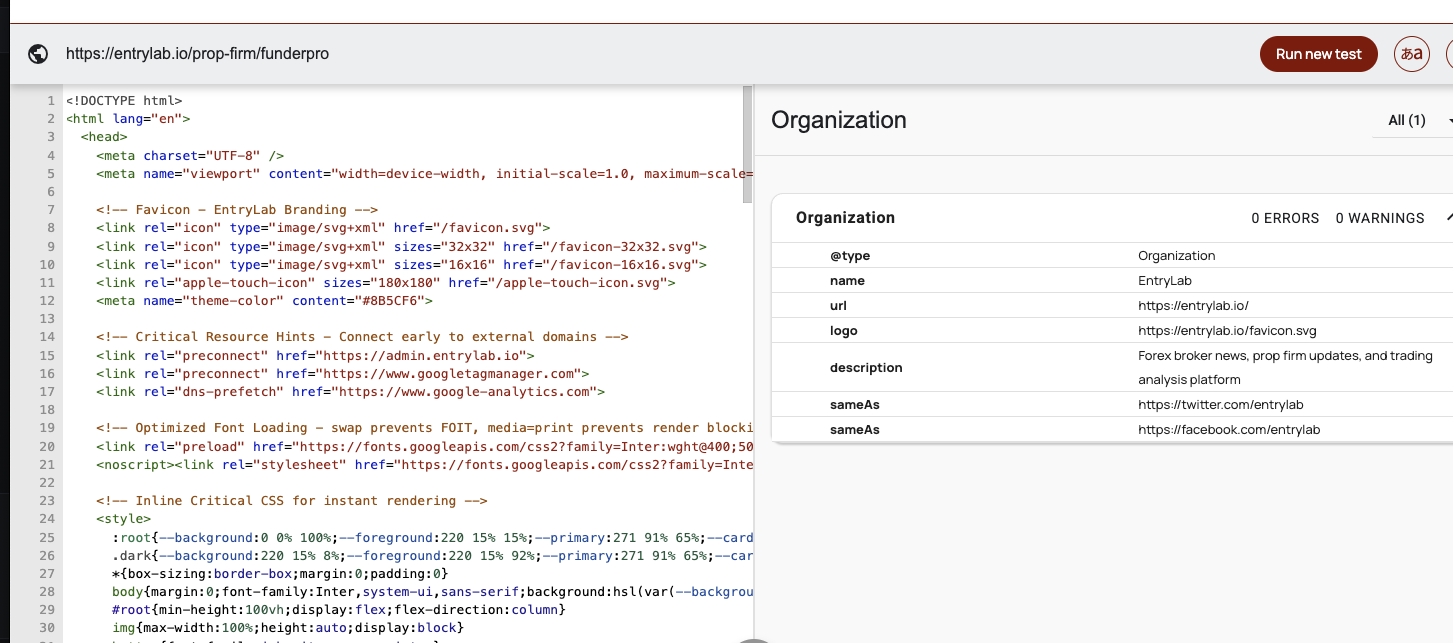 https://entrylab.io/prop-firm/funderpro
Run new test
あa
1 <!DOCTYPE html>
2 <html lang="en">
3 <head>
4 <meta charset="UTF-8" />
5 <meta name="viewport" content="width=device-width, initial-scale=1.0, maximum-scale=
6
7 <!-- Favicon - EntryLab Branding -->
8 <link rel="icon" type="image/svg+xml" href="/favicon.svg">
9 <link rel="icon" type="image/svg+xml" sizes="32x32" href="/favicon-32x32.svg">
10 <link rel="icon" type="image/svg+xml" sizes="16x16" href="/favicon-16x16.svg">
11 <link rel="apple-touch-icon" sizes="180x180" href="/apple-touch-icon.svg">
12 <meta name="theme-color" content="#8B5CF6">
13
14 <!-- Critical Resource Hints - Connect early to external domains -->
15 <link rel="preconnect" href="https://admin.entrylab.io">
16 <link rel="preconnect" href="https://www.googletagmanager.com">
17 <link rel="dns-prefetch" href="https://www.google-analytics.com">
18
19 <!-- Optimized Font Loading - swap prevents FOIT, media=print prevents render blocki
20 <link rel="preload" href="https://fonts.googleapis.com/css2?family=Inter:wght@400;50
21 <noscript><link rel="stylesheet" href="https://fonts.googleapis.com/css2?family=Inte
22
23 <!-- Inline Critical CSS for instant rendering -->
24 <style>
25 :root{--background:0 0% 100%;--foreground:220 15% 15%;--primary:271 91% 65%;--card
26 .dark{--background:220 15% 8%;--foreground:220 15% 92%;--primary:271 91% 65%;--car
27 *{box-sizing:border-box;margin:0;padding:0}
28 body{margin:0;font-family:Inter,system-ui,sans-serif;background:hsl(var(--backgrou
29 #root{min-height:100vh;display:flex;flex-direction:column}
30 img{max-width:100%;height:auto;display:block}
Organization
All (1)
Organization 0 ERRORS 0 WARNINGS
@type Organization
name EntryLab
url https://entrylab.io/
logo https://entrylab.io/favicon.svg
description Forex broker news, prop firm updates, and trading
analysis platform
sameAs https://twitter.com/entrylab
sameAs https://facebook.com/entrylab